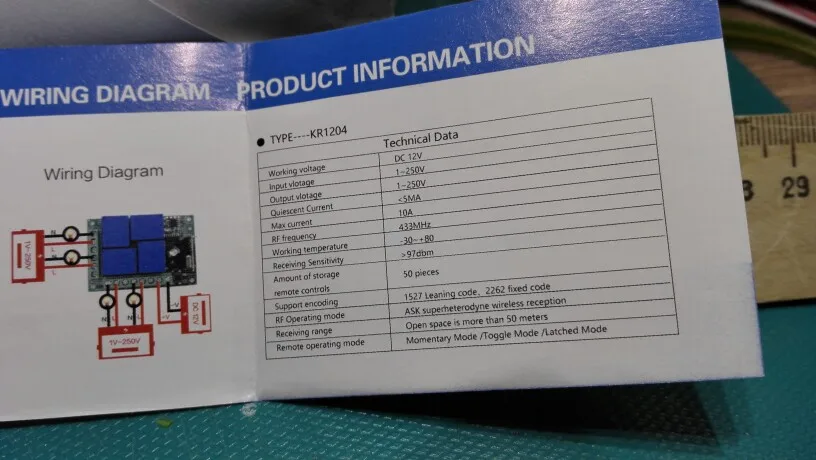 WIRING DIAGRAM
Wiring Diagram
1V-250V
N L
DC 12V
+V
-V
N L N L
1V-250V
PRODUCT INFORMATION
● TYPE----KR1204
Technical Data
Working voltage DC 12V
Input vlotage 1~250V
Output vlotage 1~250V
Quiescent Current <5MA
Max current 10A
RF frequency 433MHz
Working temperature -30~+80
Receiving Sensitivity >97dbm
Amount of storage
remote controls 50 pieces
Support encoding 1527 Leaning code、2262 fixed code
RF Operating mode ASK superheterodyne wireless reception
Receiving range Open space is more than 50 meters
Remote operating mode Momentary Mode /Toggle Mode /Latched Mode
29